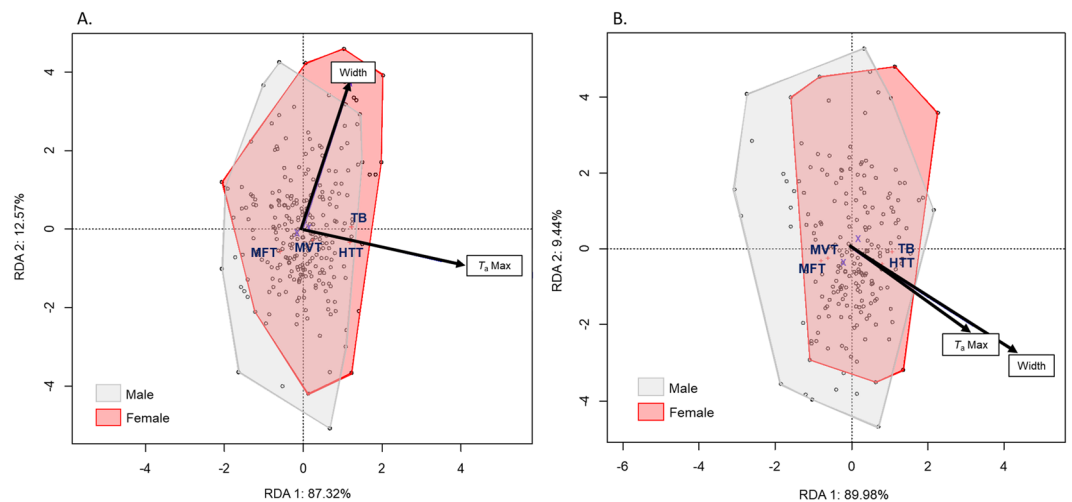 A.
RDA 2: 12.57%
4
2
0
-2
-4
Width
TB
MFT
MVT
HTT
Ta Max
Male
Female
-4
-2
0
2
4
RDA 1: 87.32%
B.
RDA 2: 9.44%
4
2
0
-2
-4
X
MVT
TB
MFT
X
HTT
Ta Max
Width
Male
Female
-6
-4
-2
0
2
4
RDA 1: 89.98%